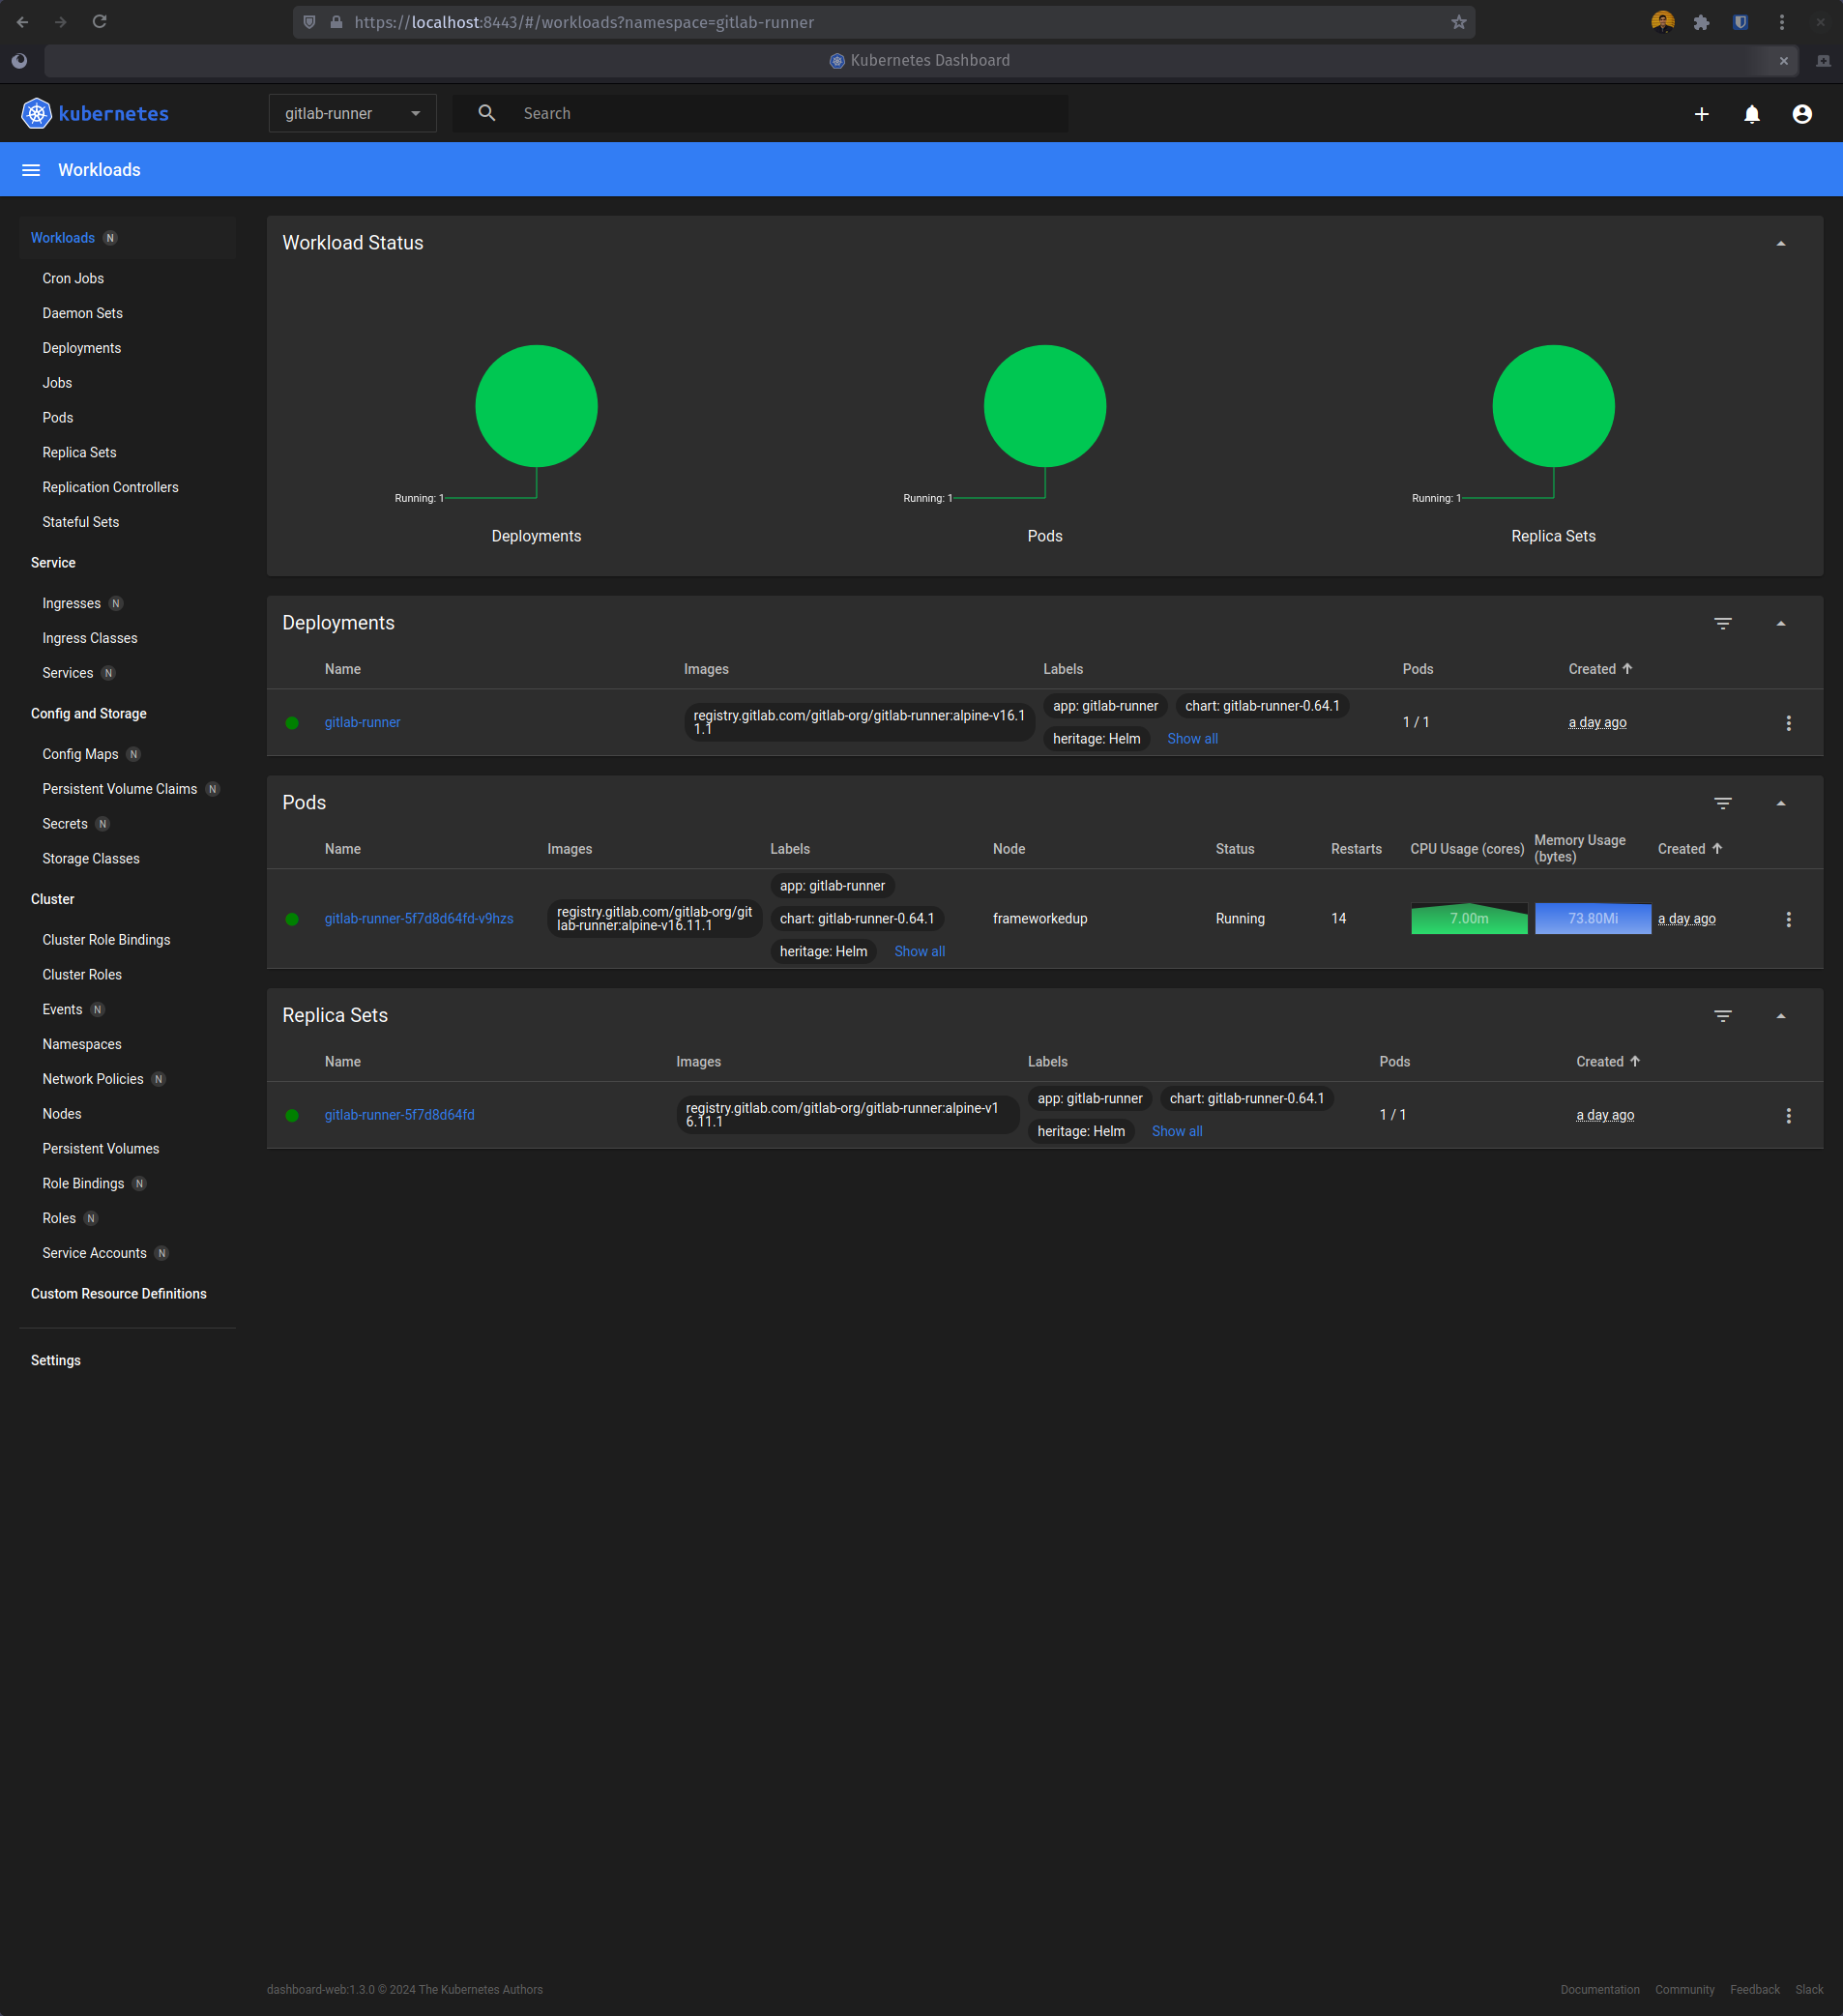 https://localhost:8443/#/workloads?namespace=gitlab-runner
Kubernetes Dashboard
kubernetes
gitlab-runner
Search
Workloads
Workloads N
Cron Jobs
Daemon Sets
Deployments
Jobs
Pods
Replica Sets
Replication Controllers
Stateful Sets
Service
Ingresses N
Ingress Classes
Services N
Config and Storage
Config Maps N
Persistent Volume Claims N
Secrets N
Storage Classes
Cluster
Cluster Role Bindings
Cluster Roles
Events N
Namespaces
Network Policies N
Nodes
Persistent Volumes
Role Bindings N
Roles N
Service Accounts N
Custom Resource Definitions
Settings
Workload Status
Running: 1
Deployments
Running: 1
Pods
Running: 1
Replica Sets
Deployments
Name Images Labels Pods Created
gitlab-runner
registry.gitlab.com/gitlab-org/gitlab-runner:alpine-v16.1
1.1
app: gitlab-runner chart: gitlab-runner-0.64.1
heritage: Helm Show all
1 / 1
a day ago
Pods
Name Images Labels Node Status Restarts CPU Usage (cores) Memory Usage
(bytes)
Created
gitlab-runner-5f7d8d64fd-v9hzs
registry.gitlab.com/gitlab-org/git
lab-runner:alpine-v16.11.1
app: gitlab-runner
chart: gitlab-runner-0.64.1
heritage: Helm Show all
frameworkedup
Running
14
7.00m
73.80Mi
a day ago
Replica Sets
Name Images Labels Pods Created
gitlab-runner-5f7d8d64fd
registry.gitlab.com/gitlab-org/gitlab-runner:alpine-v1
6.11.1
app: gitlab-runner chart: gitlab-runner-0.64.1
heritage: Helm Show all
1 / 1
a day ago
dashboard-web:1.3.0 © 2024 The Kubernetes Authors
Documentation Community Feedback Slack